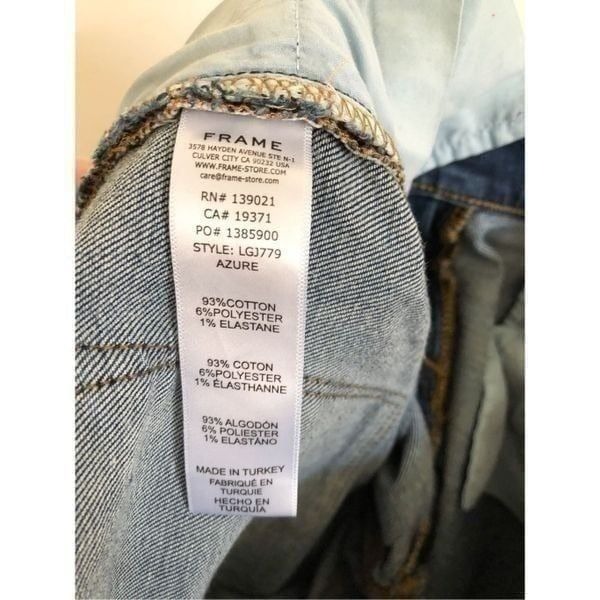 FRAME
3578 HAYDEN AVENUE STE N-1
CULVER CITY CA 90232 USA
WWW.FRAME-STORE.COM
care@frame-store.com
RN# 139021
CA# 19371
PO# 1385900
STYLE: LGJ779
AZURE
93%COTTON
6%POLYESTER
1% ELASTANE
93% COTON
6%POLYESTER
1% ÉLASTHANNE
93% ALGODÓN
6% POLIESTER
1% ELASTÁNO
MADE IN TURKEY
FABRIQUÉ EN
TURQUIE
HECHO EN
TURQUÍA